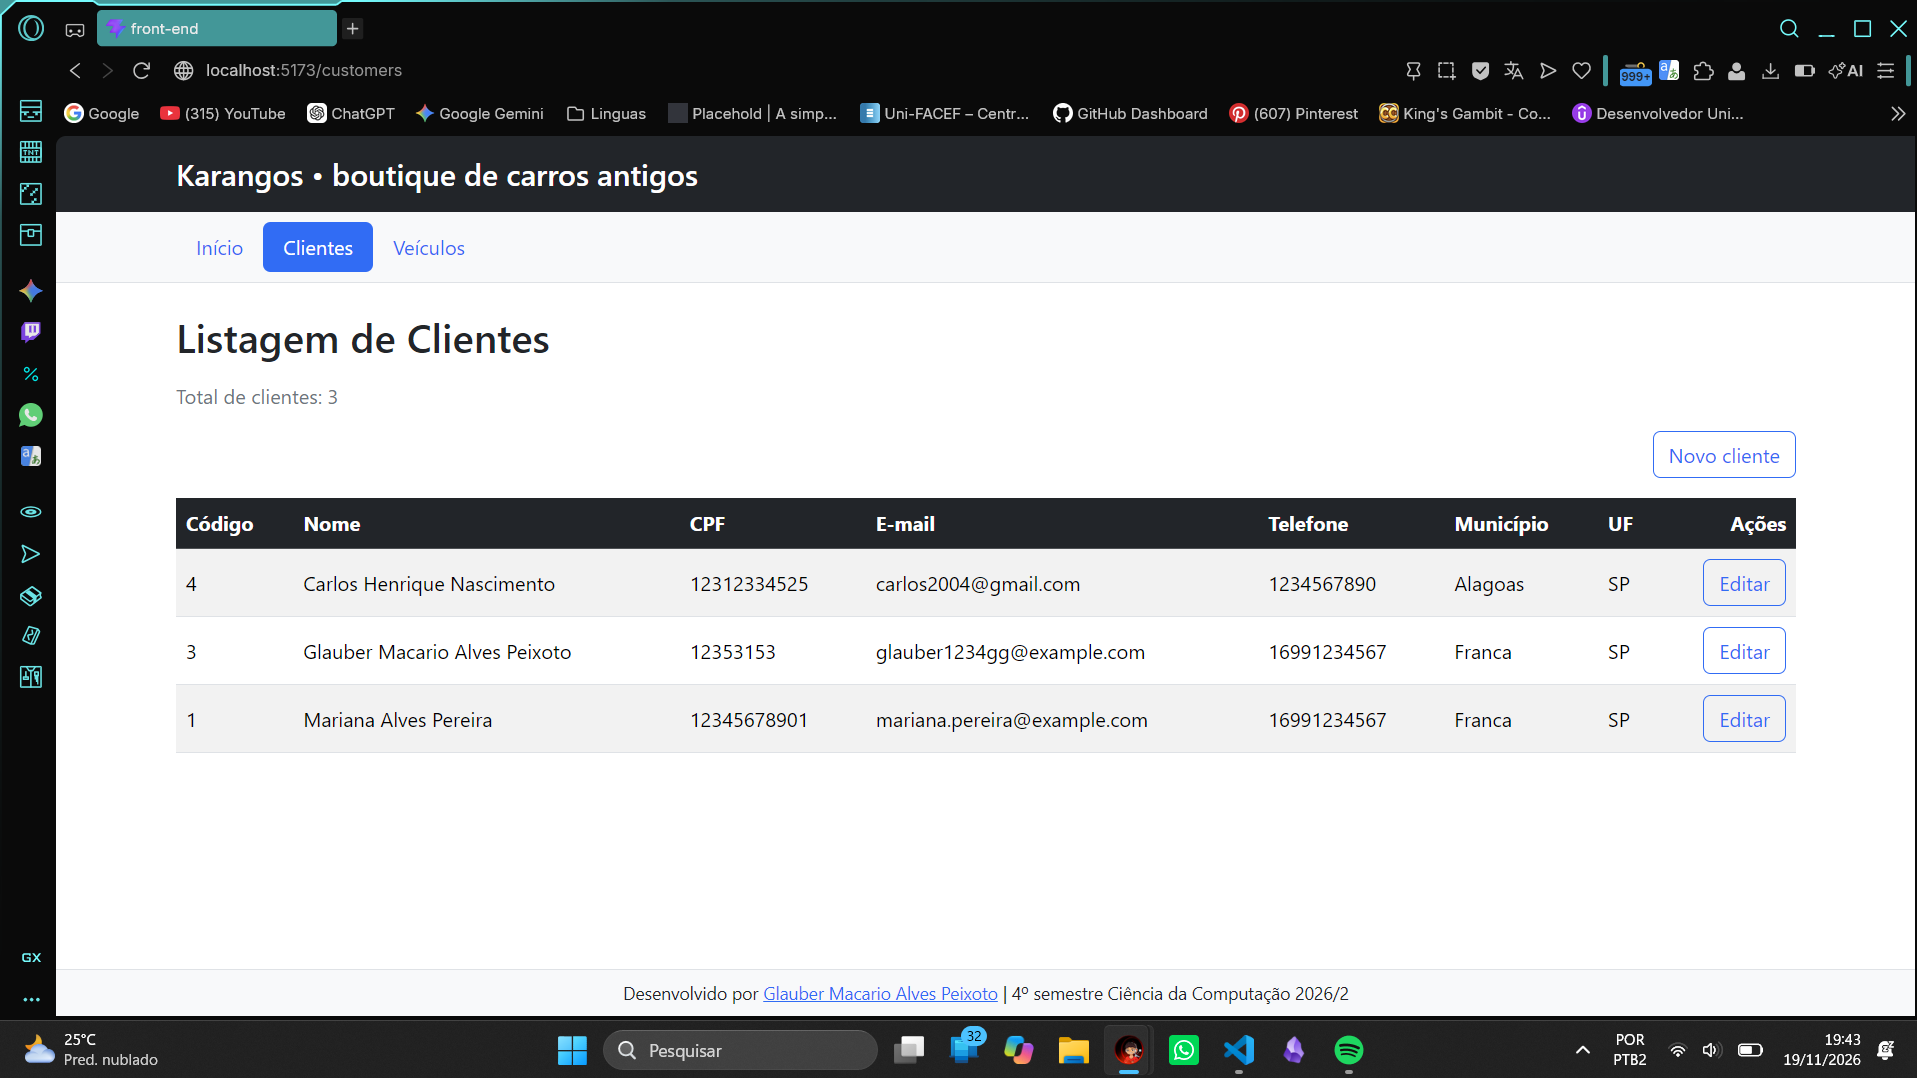 front-end
localhost:5173/customers
999+
AI
Google
(315) YouTube
ChatGPT
Google Gemini
Linguas
Placehold | A simp...
Uni-FACEF – Centr...
GitHub Dashboard
(607) Pinterest
King's Gambit - Co...
Desenvolvedor Uni...
TNT
Karangos • boutique de carros antigos
Início Clientes Veículos
Listagem de Clientes
Total de clientes: 3
Novo cliente
Código Nome CPF E-mail Telefone Município UF Ações
4 Carlos Henrique Nascimento 12312334525 carlos2004@gmail.com 1234567890 Alagoas SP Editar
3 Glauber Macario Alves Peixoto 12353153 glauber1234gg@example.com 16991234567 Franca SP Editar
1 Mariana Alves Pereira 12345678901 mariana.pereira@example.com 16991234567 Franca SP Editar
GX
Desenvolvido por Glauber Macario Alves Peixoto | 4º semestre Ciência da Computação 2026/2
25°C
Pred. nublado
Pesquisar
32
POR
PTB2
19:43
19/11/2026